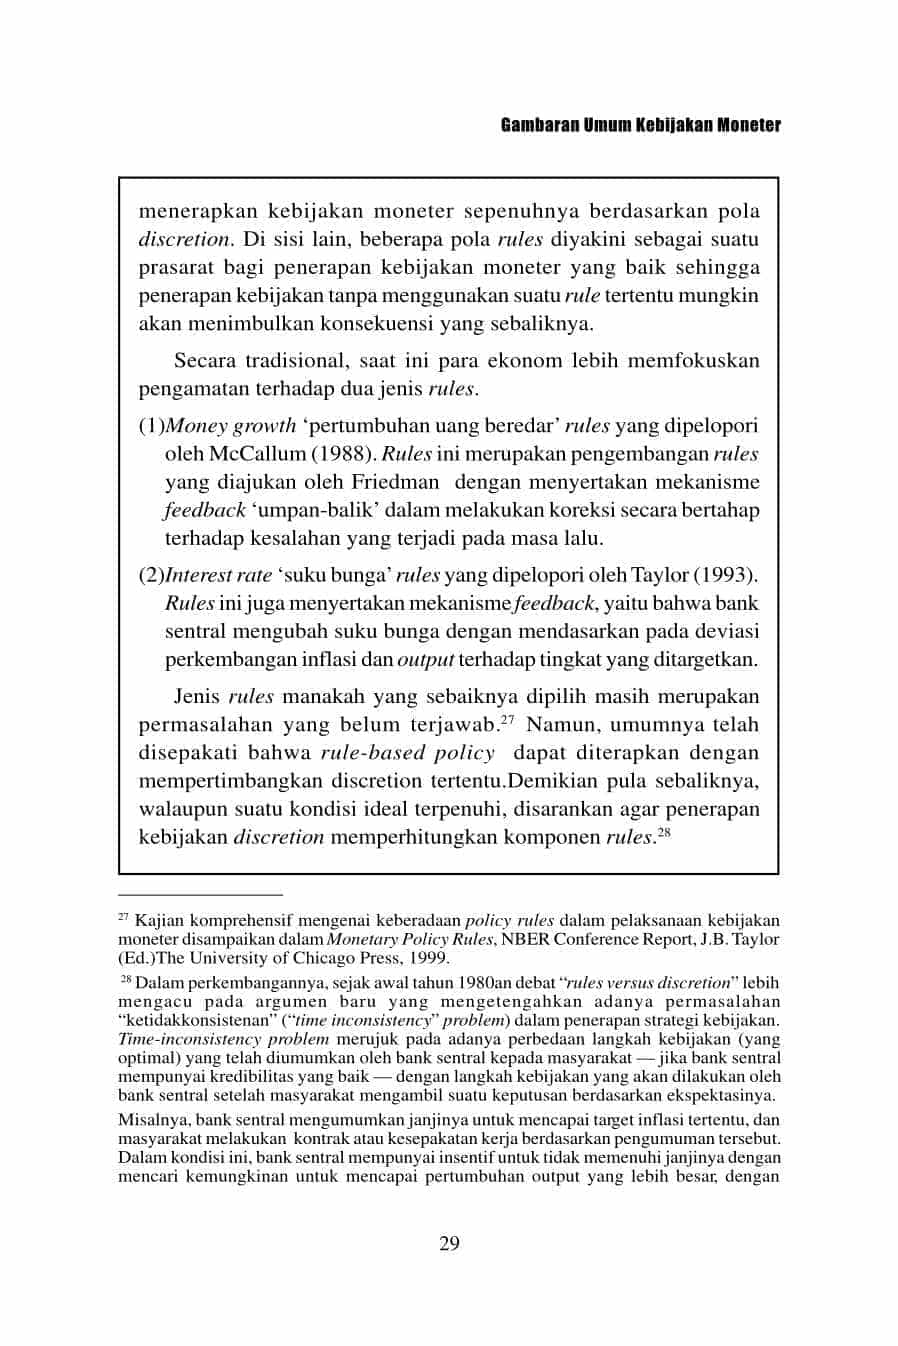 Gambaran Umum Kebijakan Moneter
menerapkan kebijakan moneter sepenuhnya berdasarkan pola
discretion. Di sisi lain, beberapa pola rules diyakini sebagai suatu
prasarat bagi penerapan kebijakan moneter yang baik sehingga
penerapan kebijakan tanpa menggunakan suatu rule tertentu mungkin
akan menimbulkan konsekuensi yang sebaliknya.
Secara tradisional, saat ini para ekonom lebih memfokuskan
pengamatan terhadap dua jenis rules.
(1)Money growth ‘pertumbuhan uang beredar’ rules yang dipelopori
oleh McCallum (1988). Rules ini merupakan pengembangan rules
yang diajukan oleh Friedman dengan menyertakan mekanisme
feedback ‘umpan-balik’ dalam melakukan koreksi secara bertahap
terhadap kesalahan yang terjadi pada masa lalu.
(2)Interest rate ‘suku bunga’ rules yang dipelopori oleh Taylor (1993).
Rules ini juga menyertakan mekanisme feedback, yaitu bahwa bank
sentral mengubah suku bunga dengan mendasarkan pada deviasi
perkembangan inflasi dan output terhadap tingkat yang ditargetkan.
Jenis rules manakah yang sebaiknya dipilih masih merupakan
permasalahan yang belum terjawab.27 Namun, umumnya telah
disepakati bahwa rule-based policy dapat diterapkan dengan
mempertimbangkan discretion tertentu.Demikian pula sebaliknya,
walaupun suatu kondisi ideal terpenuhi, disarankan agar penerapan
kebijakan discretion memperhitungkan komponen rules.28
27 Kajian komprehensif mengenai keberadaan policy rules dalam pelaksanaan kebijakan
moneter disampaikan dalam Monetary Policy Rules, NBER Conference Report, J.B. Taylor
(Ed.)The University of Chicago Press, 1999.
28 Dalam perkembangannya, sejak awal tahun 1980an debat “rules versus discretion” lebih
mengacu pada argumen baru yang mengetengahkan adanya permasalahan
“ketidakkonsistenan” (“time inconsistency” problem) dalam penerapan strategi kebijakan.
Time-inconsistency problem merujuk pada adanya perbedaan langkah kebijakan (yang
optimal) yang telah diumumkan oleh bank sentral kepada masyarakat — jika bank sentral
mempunyai kredibilitas yang baik — dengan langkah kebijakan yang akan dilakukan oleh
bank sentral setelah masyarakat mengambil suatu keputusan berdasarkan ekspektasinya.
Misalnya, bank sentral mengumumkan janjinya untuk mencapai target inflasi tertentu, dan
masyarakat melakukan kontrak atau kesepakatan kerja berdasarkan pengumuman tersebut.
Dalam kondisi ini, bank sentral mempunyai insentif untuk tidak memenuhi janjinya dengan
mencari kemungkinan untuk mencapai pertumbuhan output yang lebih besar, dengan
29